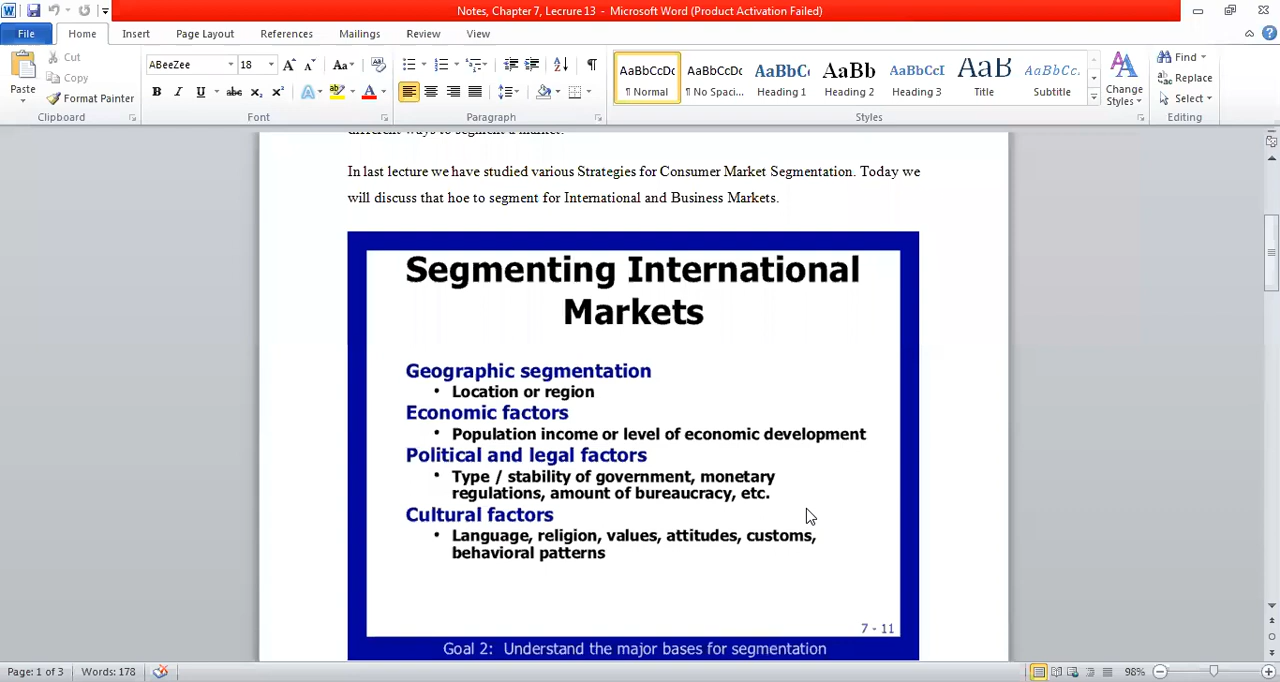 Notes, Chapter 7, Lecrure 13 - Microsoft Word (Product Activation Failed)
File Home Insert Page Layout References Mailings Review View
Paste
Cut
Copy
Format Painter
Clipboard
ABeeZee 18
Font
Paragraph
AaBbCcDc AaBbCcDc AaBbC AaBb AaBbCcI AaB AaBbCc.
¶ Normal ¶ No Spaci... Heading 1 Heading 2 Heading 3 Title Subtitle
Styles
Change Styles
Find
Replace
Select
Editing
different ways to segment a market.
In last lecture we have studied various Strategies for Consumer Market Segmentation. Today we
will discuss that hoe to segment for International and Business Markets.
Segmenting International
Markets
Geographic segmentation
• Location or region
Economic factors
• Population income or level of economic development
Political and legal factors
• Type / stability of government, monetary
regulations, amount of bureaucracy, etc.
Cultural factors
• Language, religion, values, attitudes, customs,
behavioral patterns
7 - 11
Goal 2: Understand the major bases for segmentation
Page: 1 of 3 Words: 178 98%